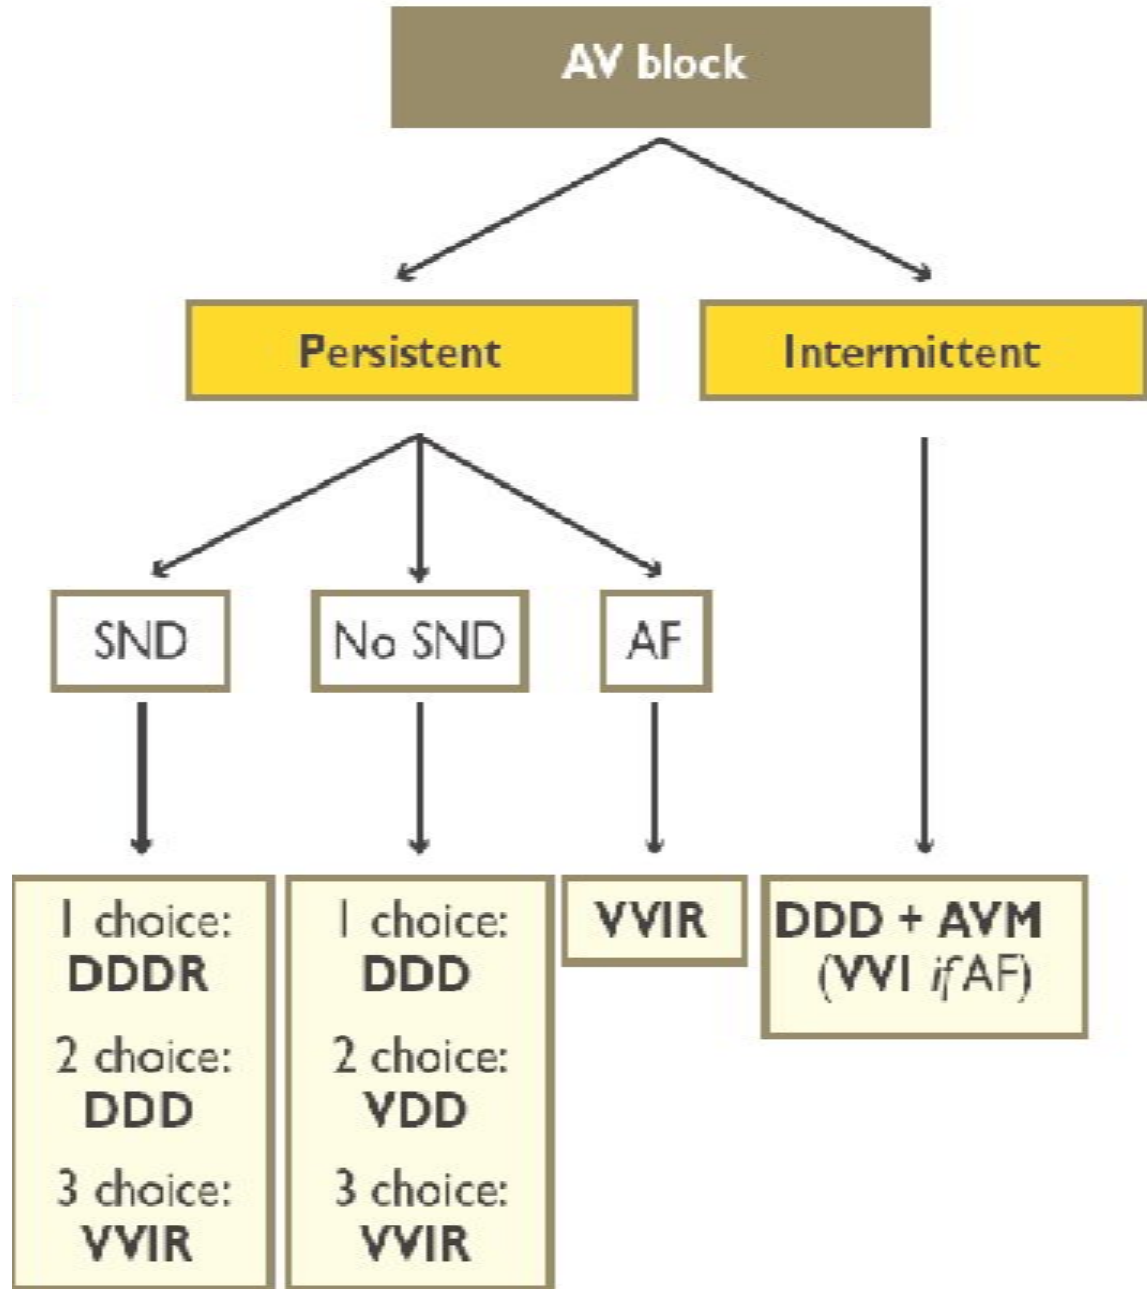 AV block
Persistent
Intermittent
SND
No SND
AF
1 choice:
DDDR
2 choice:
DDD
3 choice:
VVIR
1 choice:
DDD
2 choice:
VDD
3 choice:
VVIR
VVIR
DDD + AVM
(VVI if AF)